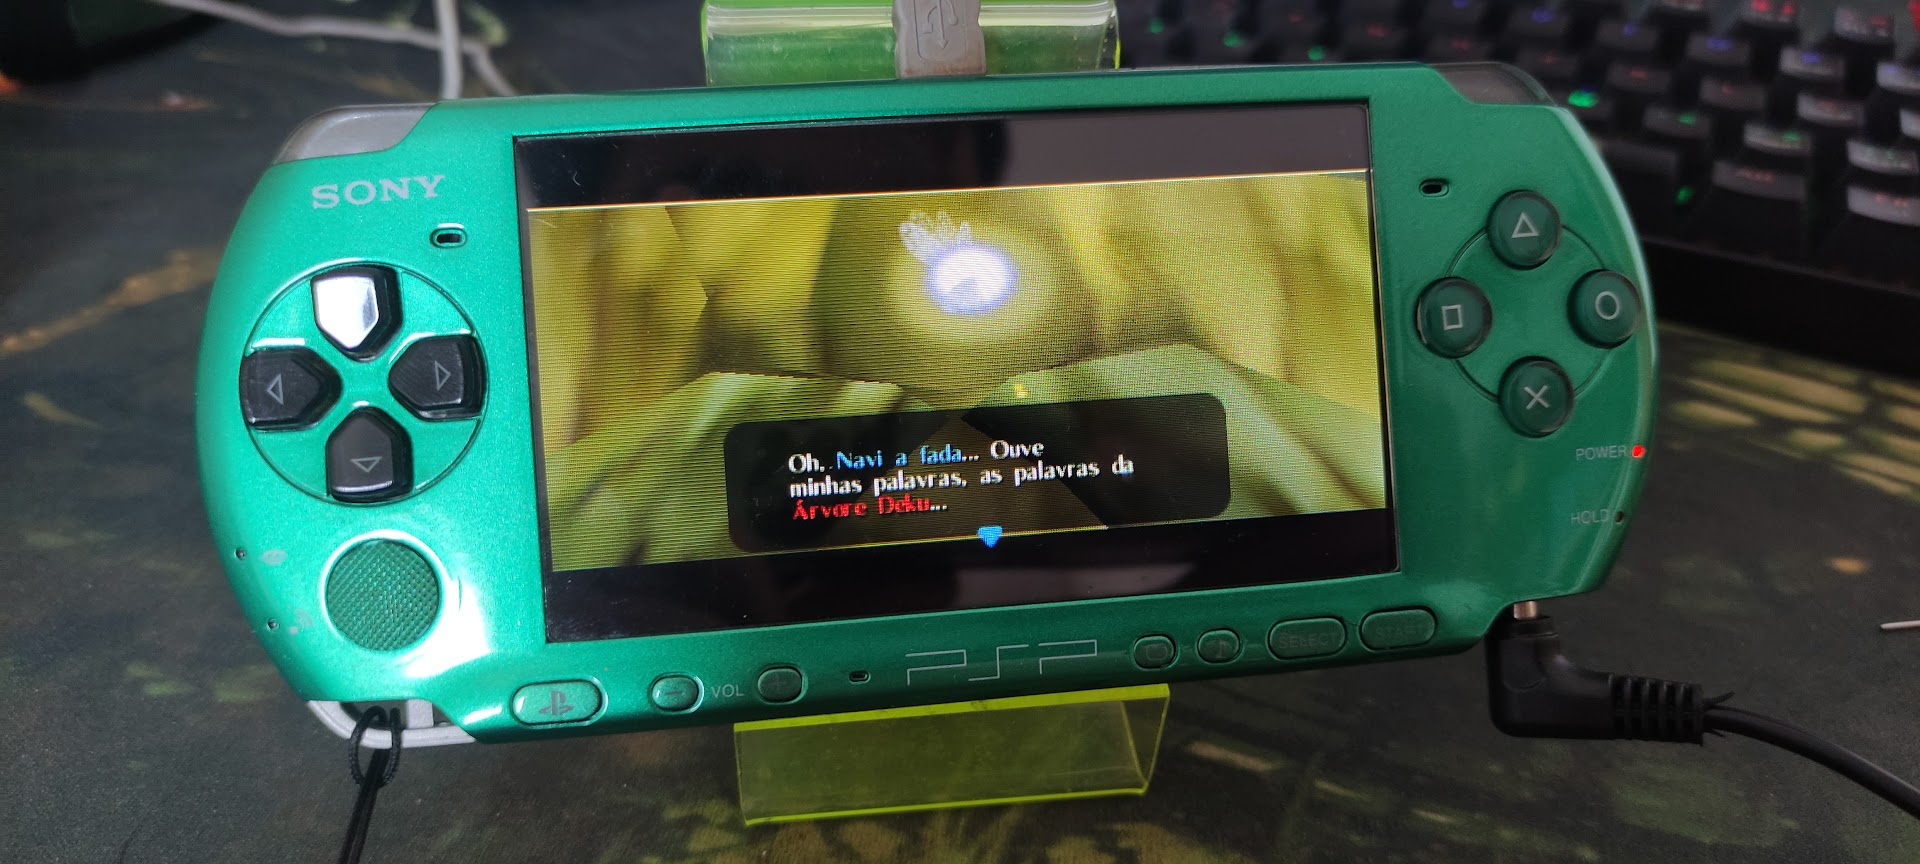 SONY
Oh, Navi a fada... Ouve
minhas palavras, as palavras da
Árvore Deku...
POWER
HOLD
VOL
PSP
SELECT
START